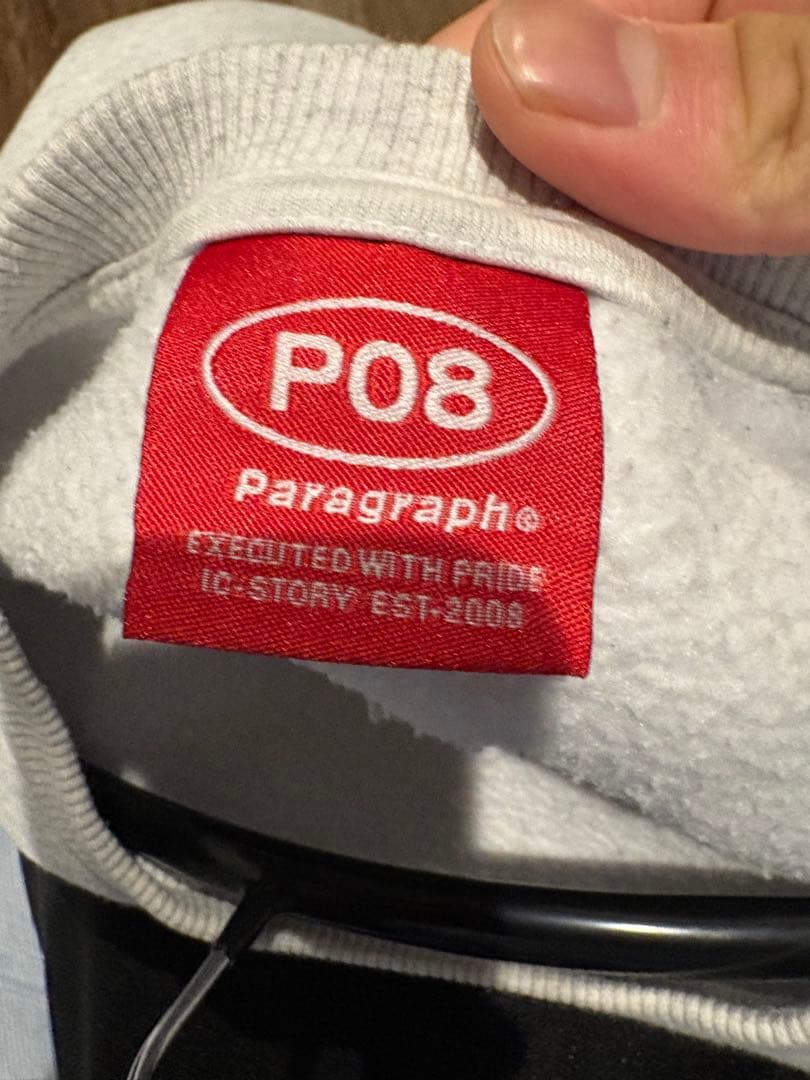 P08
Paragraph®
EXECUTED WITH PRIDE
IC-STORY EST-2009